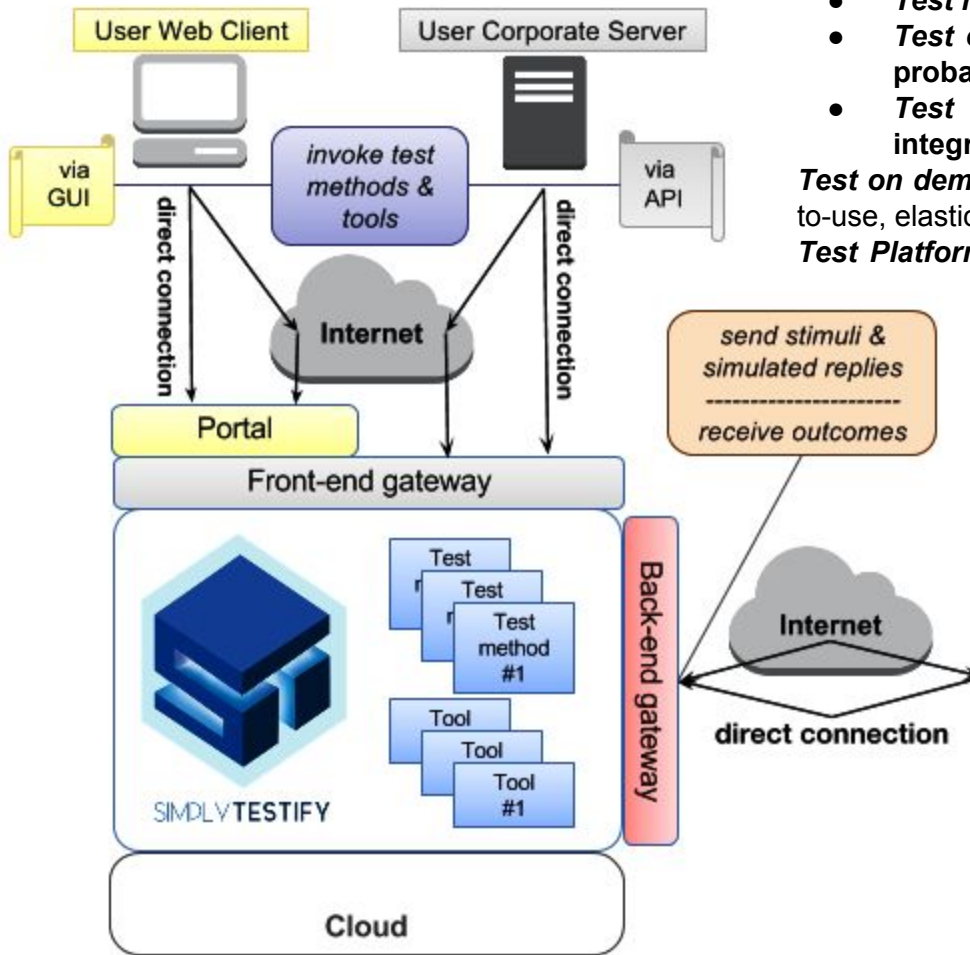 User Web Client
User Corporate Server
via
GUI
invoke test
methods &
tools
via
API
direct connection
direct connection
Internet
● Test
● Test
proba
● Test
integr
Test on dem
to-use, elastic
Test Platform
send stimuli &
simulated replies
----------------------
receive outcomes
Portal
Front-end gateway
Test
Test
Test
method
#1
Tool
Tool
Tool
#1
SIMPLYTESTIFY
Back-end gateway
Internet
direct connection
Cloud